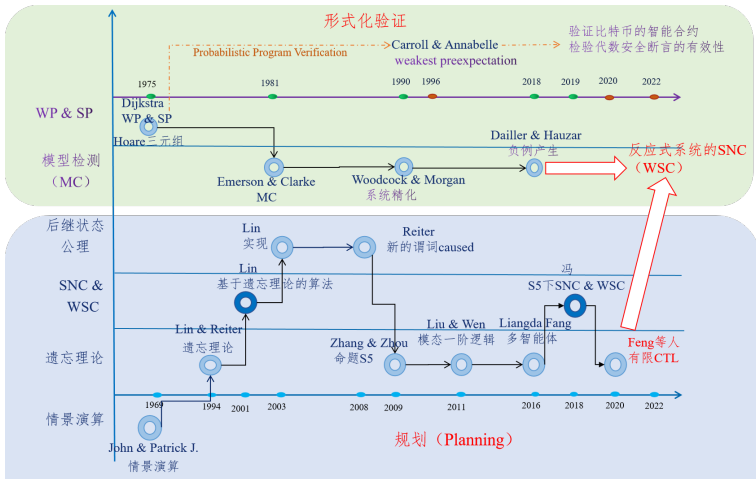 形式化验证
Probabilistic Program Verification
Carroll & Annabelle
weakest preexpectation
验证比特币的智能合约
检验代数安全断言的有效性
1975
1981
1990
1996
2018
2019
2020
2022
WP & SP
Dijkstra
WP & SP
Hoare三元组
模型检测
（MC）
Emerson & Clarke
MC
Woodcock & Morgan
系统精化
Dailler & Hauzar
负例产生
反应式系统的SNC
（WSC）
后继状态
公理
Lin
实现
Reiter
新的谓词caused
SNC &
WSC
Lin
基于遗忘理论的算法
冯
S5下SNC & WSC
遗忘理论
Lin & Reiter
遗忘理论
Zhang & Zhou
命题S5
Liu & Wen
模态一阶逻辑
Liangda Fang
多智能体
Feng等人
有限CTL
1969
1994
2001
2003
2008
2009
2011
2016
2018
2020
2022
情景演算
John & Patrick J.
情景演算
规划（Planning）